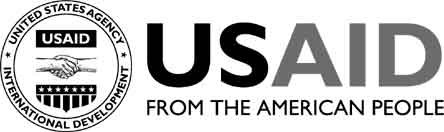 UNITED STATES AGENCY
USAID
INTERNATIONAL DEVELOPMENT
USAID
FROM THE AMERICAN PEOPLE